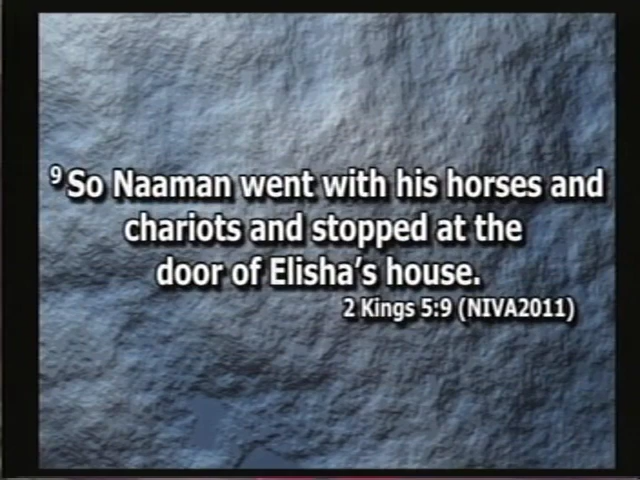 9 So Naaman went with his horses and
chariots and stopped at the
door of Elisha's house.
2 Kings 5:9 (NIVA2011)